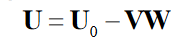 U = U₀ − VW